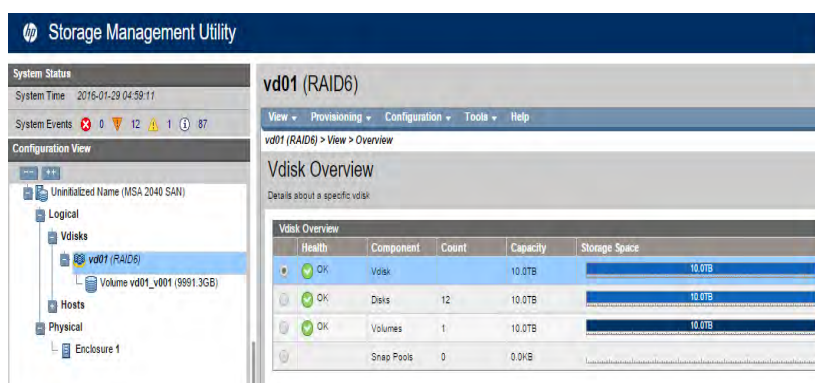 hp Storage Management Utility
System Status
System Time 2016-01-29 04:59:11
System Events 0 12 1 87
Configuration View
Uninitialized Name (MSA 2040 SAN)
Logical
Vdisks
vd01 (RAID6)
Volume vd01_v001 (9991.3GB)
Hosts
Physical
Enclosure 1
vd01 (RAID6)
View Provisioning Configuration Tools Help
vd01 (RAID6) > View > Overview
Vdisk Overview
Details about a specific vdisk
Vdisk Overview
Health Component Count Capacity Storage Space
OK Vdisk 10.0TB 10.0TB
OK Disks 12 10.0TB 10.0TB
OK Volumes 1 10.0TB 10.0TB
Snap Pools 0 0.0KB